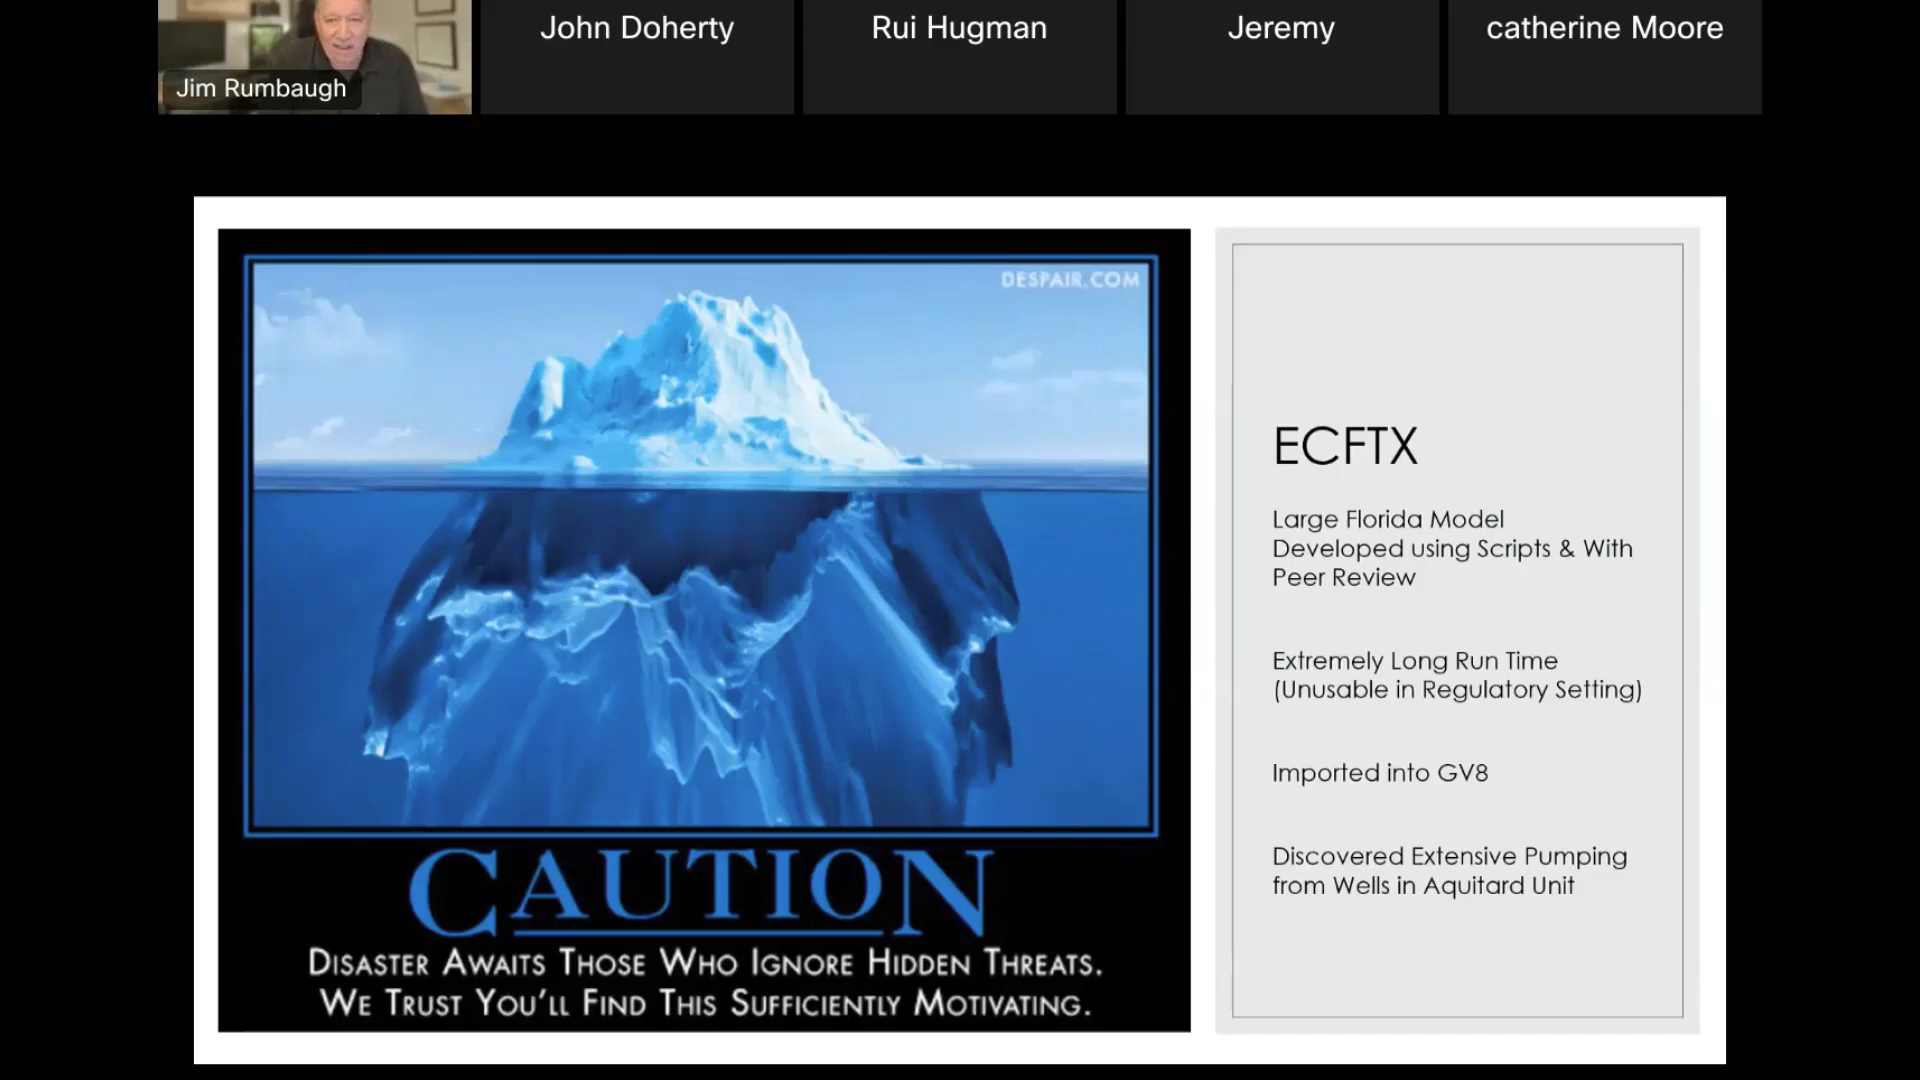 John Doherty
Rui Hugman
Jeremy
catherine Moore
Jim Rumbaugh
DESPAIR.COM
CAUTION
DISASTER AWAITS THOSE WHO IGNORE HIDDEN THREATS.
WE TRUST YOU'LL FIND THIS SUFFICIENTLY MOTIVATING.
ECFTX
Large Florida Model
Developed using Scripts & With
Peer Review
Extremely Long Run Time
(Unusable in Regulatory Setting)
Imported into GV8
Discovered Extensive Pumping
from Wells in Aquitard Unit